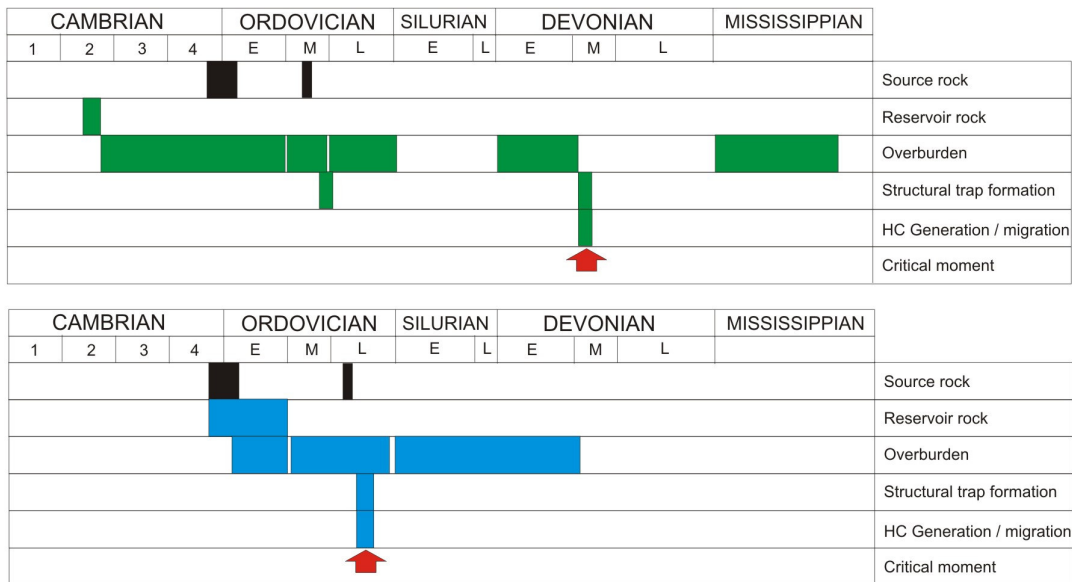 CAMBRIAN ORDOVICIAN SILURIAN DEVONIAN MISSISSIPPIAN
1 2 3 4 E M L E L E M L
Source rock
Reservoir rock
Overburden
Structural trap formation
HC Generation / migration
Critical moment
CAMBRIAN ORDOVICIAN SILURIAN DEVONIAN MISSISSIPPIAN
1 2 3 4 E M L E L E M L
Source rock
Reservoir rock
Overburden
Structural trap formation
HC Generation / migration
Critical moment